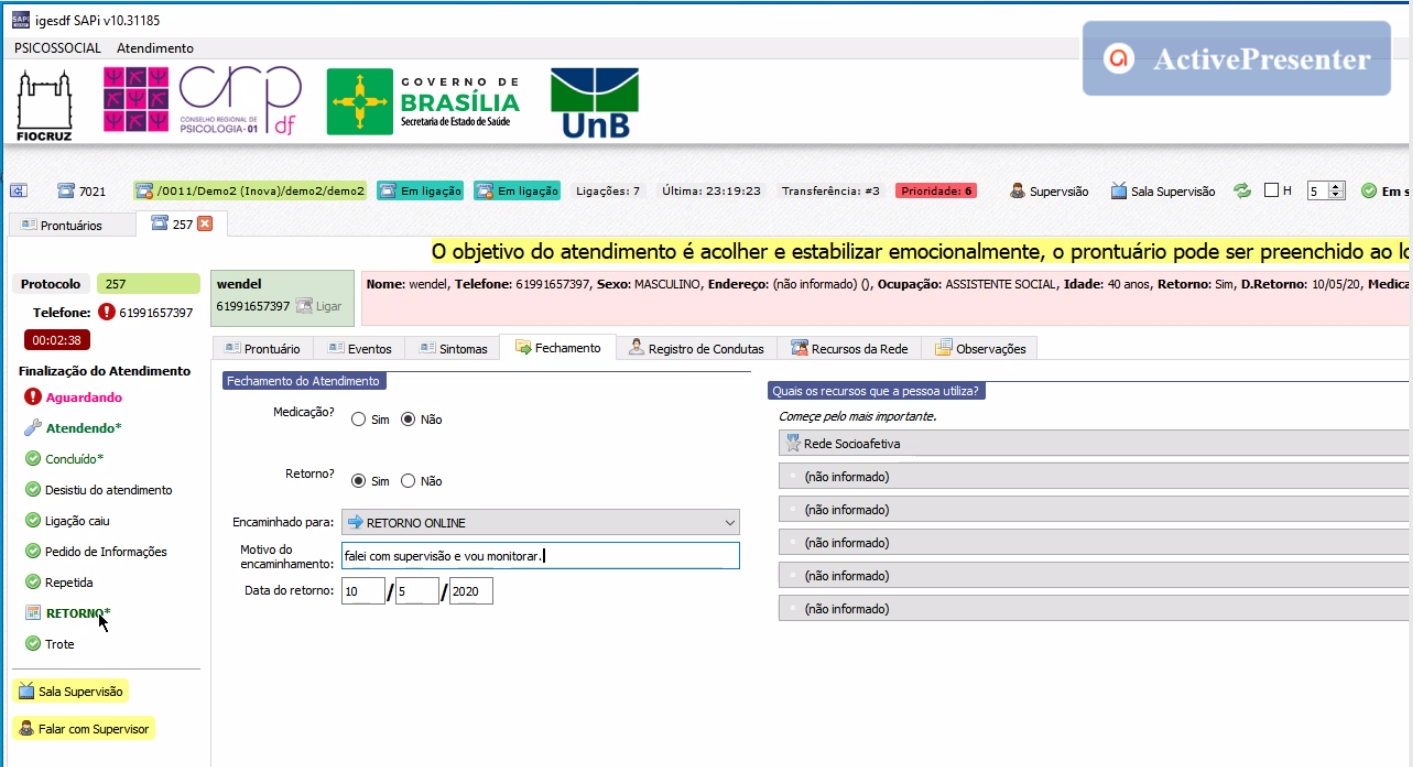 igesdf SAPi v10.31185
PSICOSSOCIAL Atendimento
ActivePresenter
FIOCRUZ
CONSELHO REGIONAL DE
PSICOLOGIA-01
crp df
GOVERNO DE
BRASÍLIA
Secretaria de Estado de Saúde
UnB
7021 /0011/Demo2 (Inova)/demo2/demo2 Em ligação Em ligação Ligações: 7 Última: 23:19:23 Transferência: #3 Prioridade: 6 Supervsião Sala Supervisão H 5 Em s
Prontuários 257
O objetivo do atendimento é acolher e estabilizar emocionalmente, o prontuário pode ser preenchido ao lo
Protocolo 257
Telefone: 61991657397
00:02:38
wendel
61991657397 Ligar
Nome: wendel, Telefone: 61991657397, Sexo: MASCULINO, Endereço: (não informado) (), Ocupação: ASSISTENTE SOCIAL, Idade: 40 anos, Retorno: Sim, D.Retorno: 10/05/20, Medica
Prontuário Eventos Sintomas Fechamento Registro de Condutas Recursos da Rede Observações
Finalização do Atendimento
Aguardando
Atendendo*
Concluído*
Desistiu do atendimento
Ligação caiu
Pedido de Informações
Repetida
RETORNO*
Trote
Sala Supervisão
Falar com Supervisor
Fechamento do Atendimento
Medicação? Sim Não
Retorno? Sim Não
Encaminhado para: RETORNO ONLINE
Motivo do
encaminhamento: falei com supervisão e vou monitorar.
Data do retorno: 10 / 5 / 2020
Quais os recursos que a pessoa utiliza?
Começe pelo mais importante.
Rede Socioafetiva
(não informado)
(não informado)
(não informado)
(não informado)
(não informado)